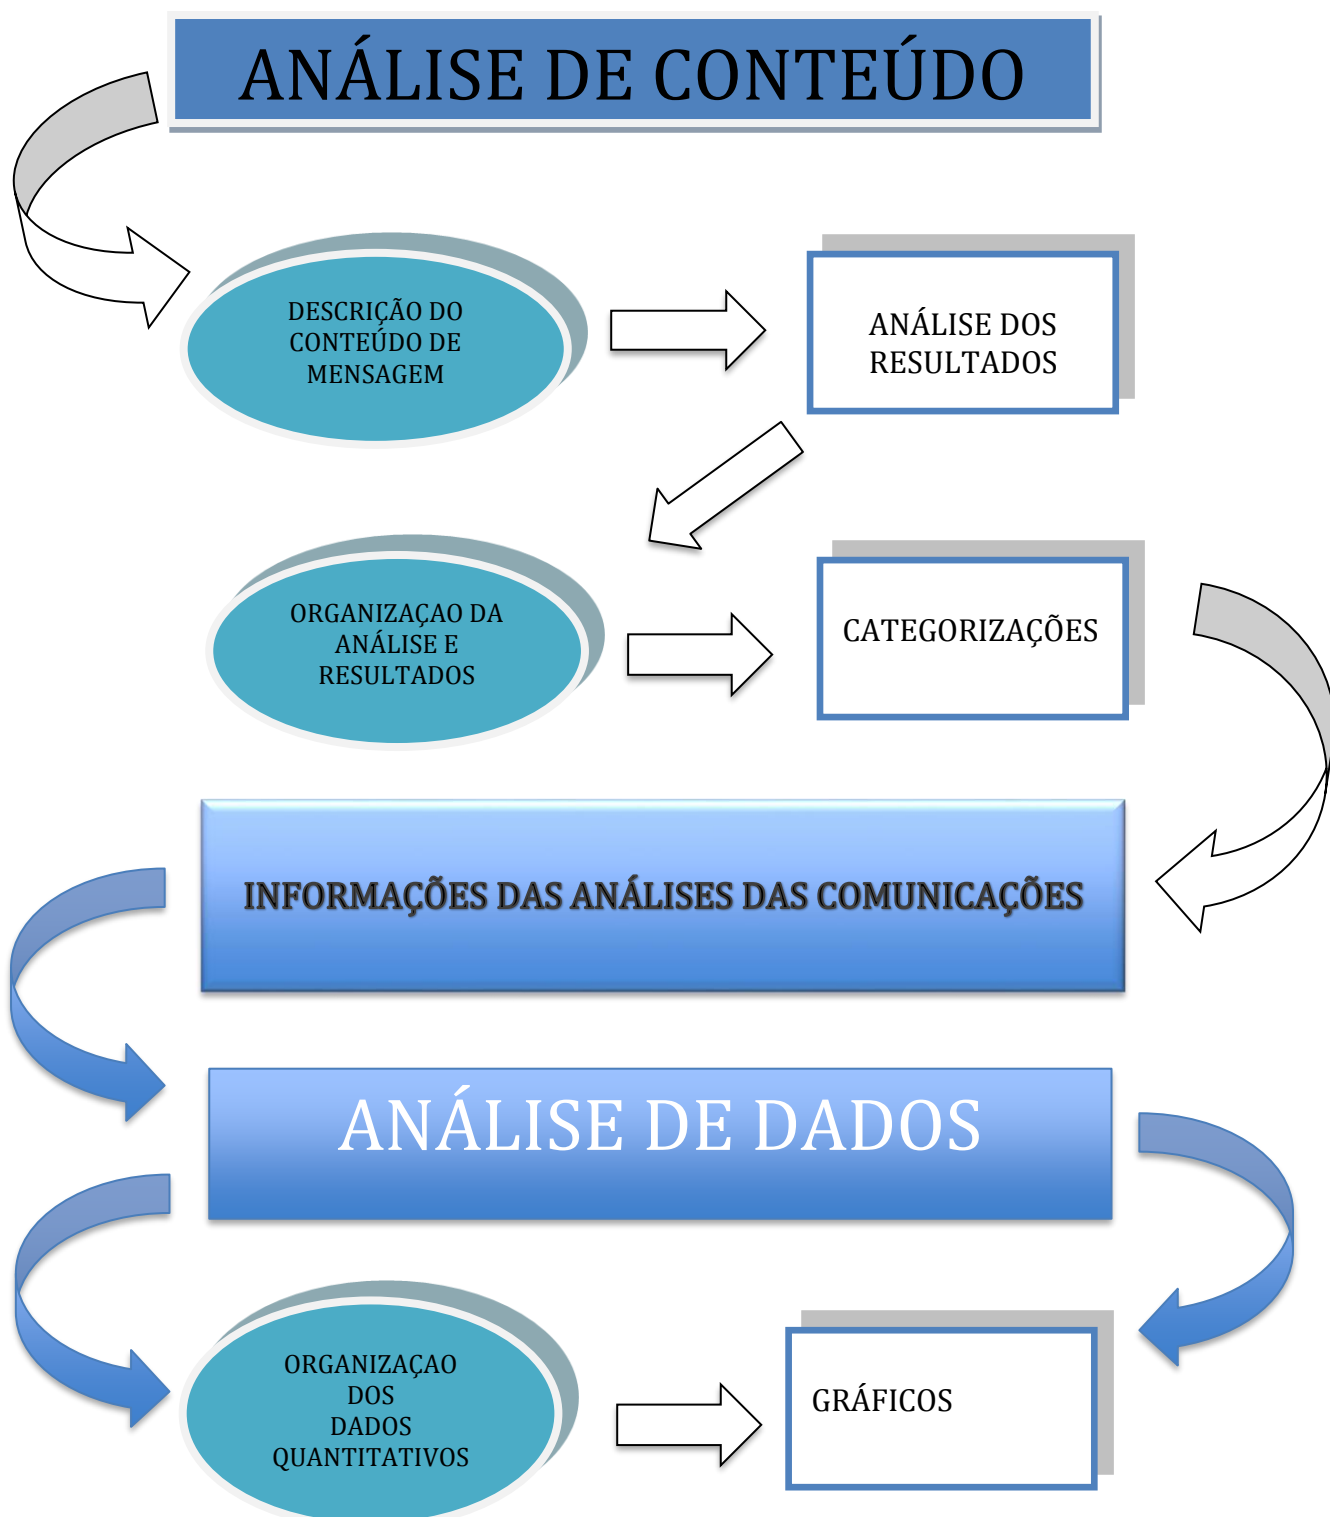 ANÁLISE DE CONTEÚDO
DESCRIÇÃO DO
CONTEÚDO DE
MENSAGEM
ANÁLISE DOS
RESULTADOS
ORGANIZAÇAO DA
ANÁLISE E
RESULTADOS
CATEGORIZAÇÕES
INFORMAÇÕES DAS ANÁLISES DAS COMUNICAÇÕES
ANÁLISE DE DADOS
ORGANIZAÇAO
DOS
DADOS
QUANTITATIVOS
GRÁFICOS